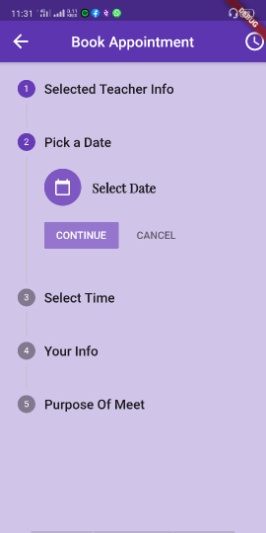 11:31
DEBUG
Book Appointment
1 Selected Teacher Info
2 Pick a Date
Select Date
CONTINUE CANCEL
3 Select Time
4 Your Info
5 Purpose Of Meet